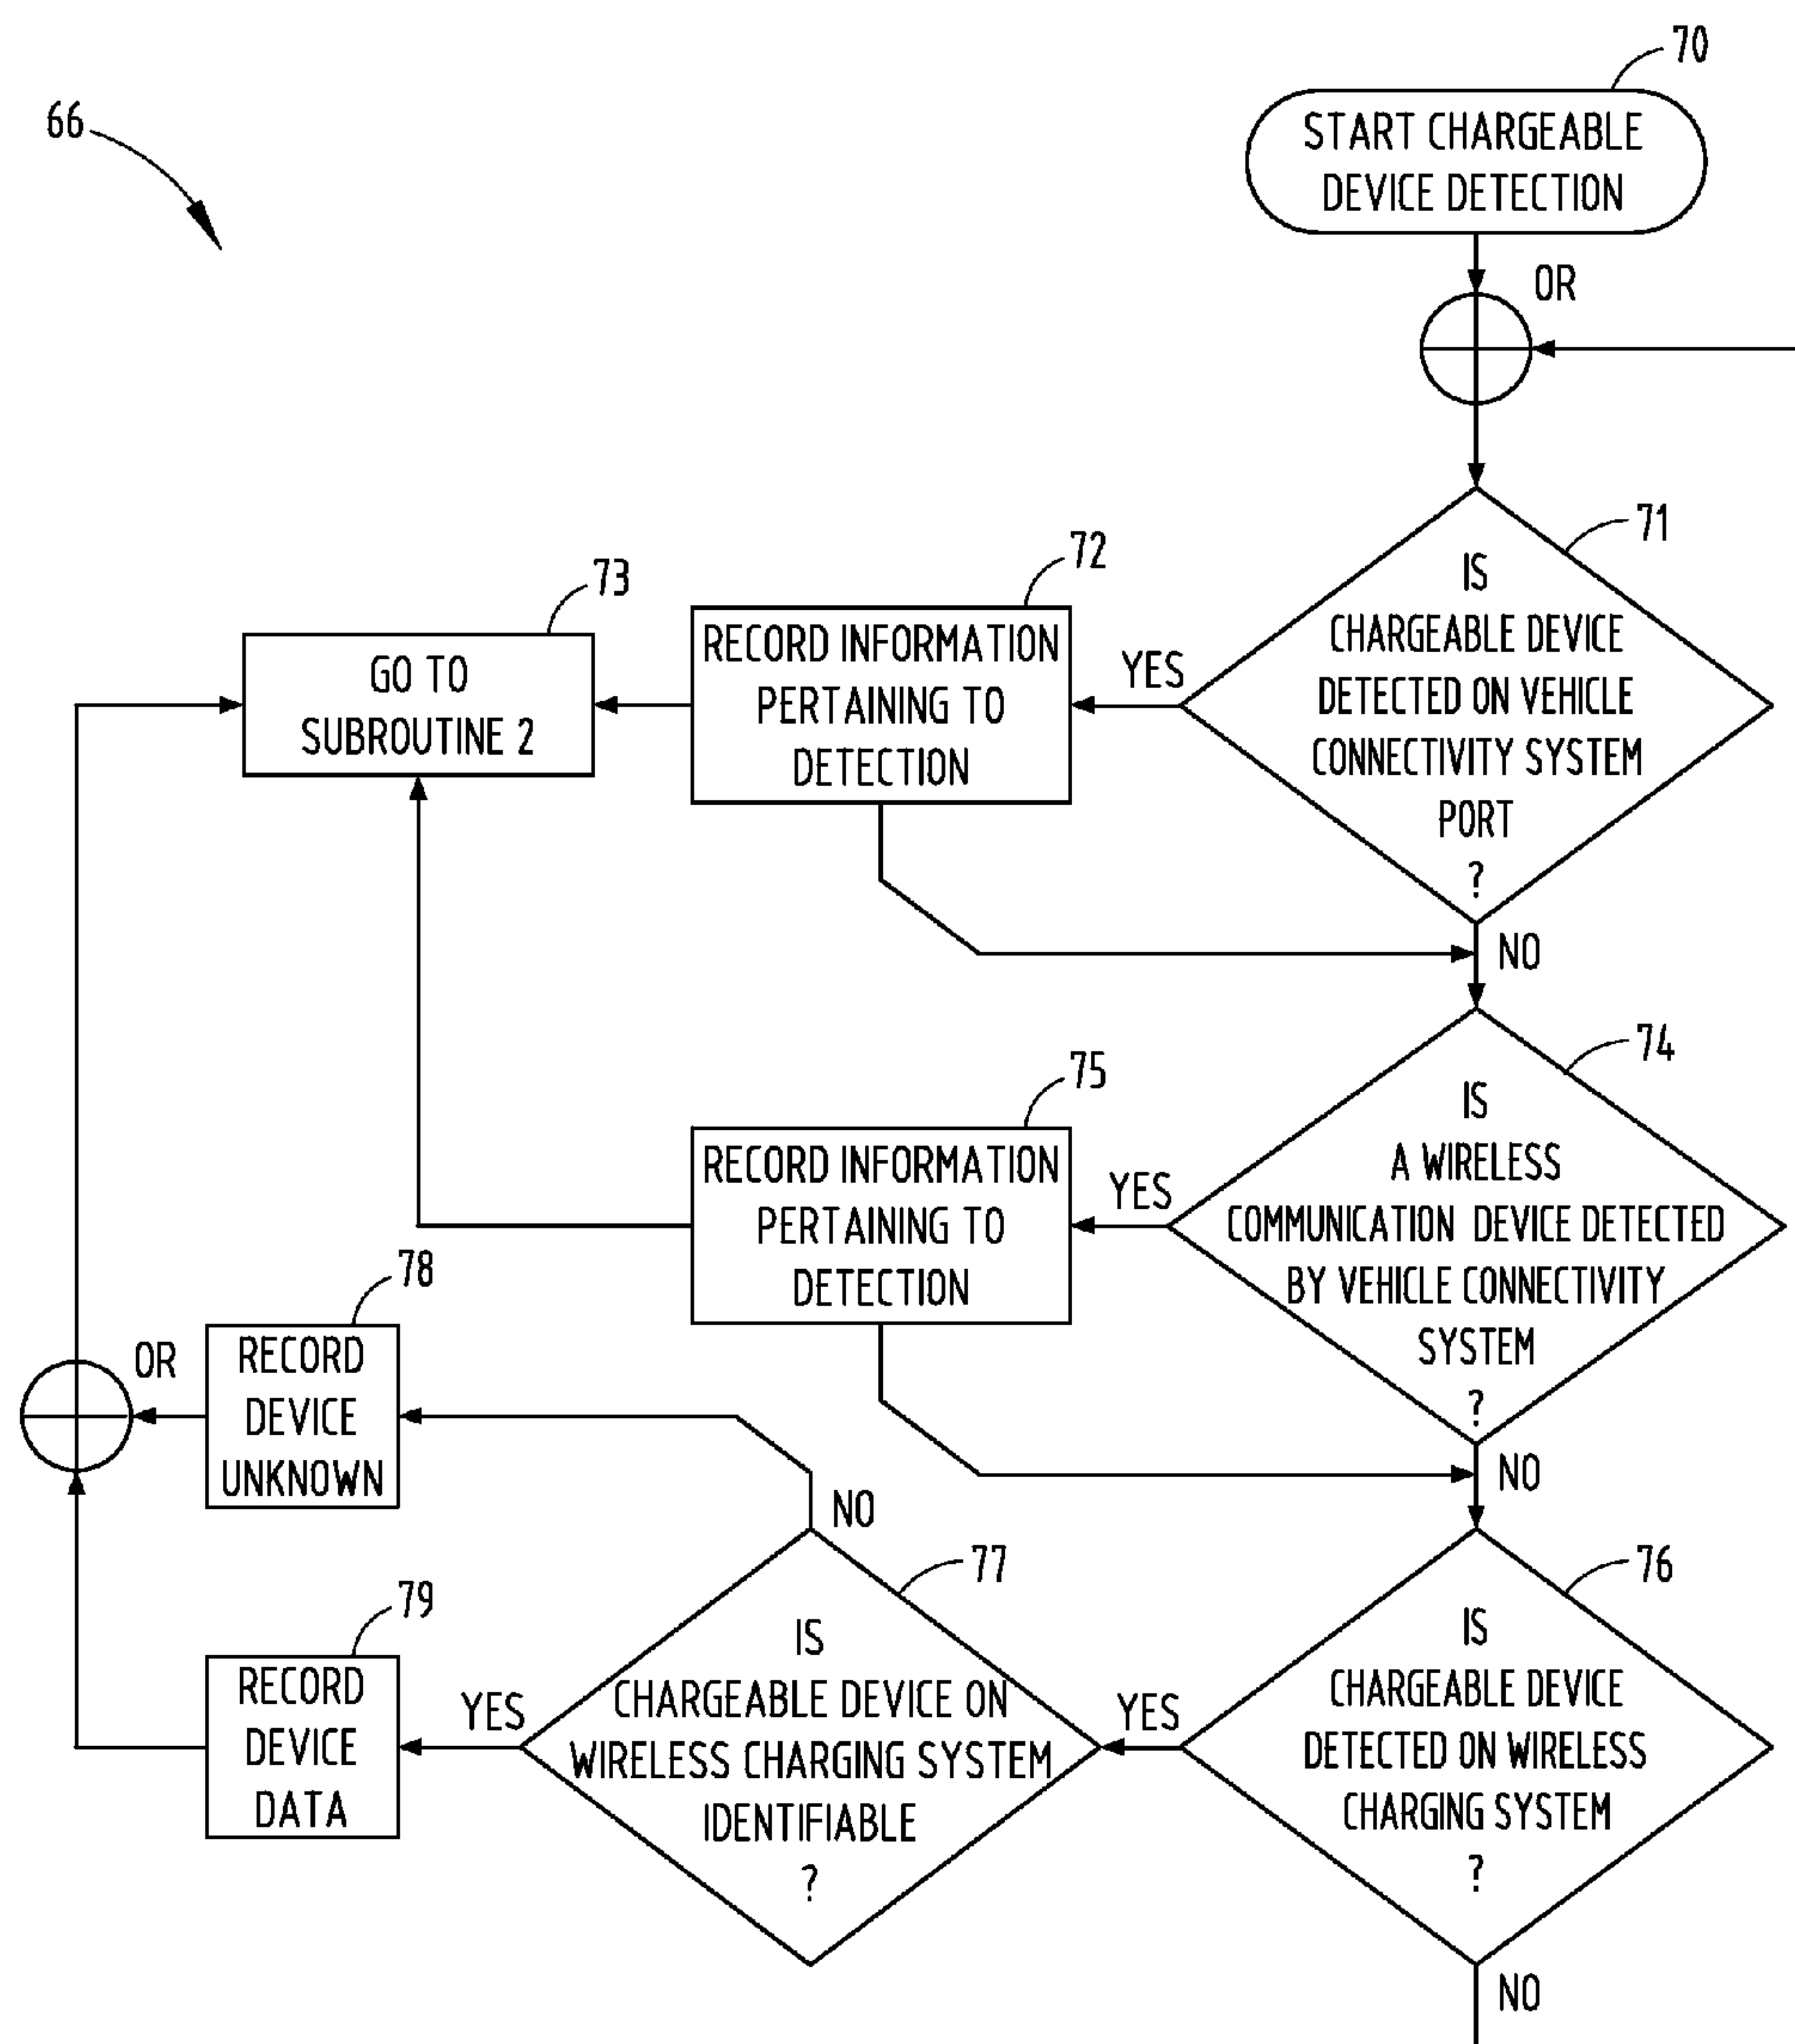 70
66
START CHARGEABLE
DEVICE DETECTION
OR
71
IS
CHARGEABLE DEVICE
DETECTED ON VEHICLE
CONNECTIVITY SYSTEM
PORT
?
YES
NO
72
RECORD INFORMATION
PERTAINING TO
DETECTION
73
GO TO
SUBROUTINE 2
74
IS
A WIRELESS
COMMUNICATION DEVICE DETECTED
BY VEHICLE CONNECTIVITY
SYSTEM
?
YES
NO
75
RECORD INFORMATION
PERTAINING TO
DETECTION
76
IS
CHARGEABLE DEVICE
DETECTED ON WIRELESS
CHARGING SYSTEM
?
YES
NO
77
IS
CHARGEABLE DEVICE ON
WIRELESS CHARGING SYSTEM
IDENTIFIABLE
?
NO
YES
78
RECORD
DEVICE
UNKNOWN
OR
79
RECORD
DEVICE
DATA